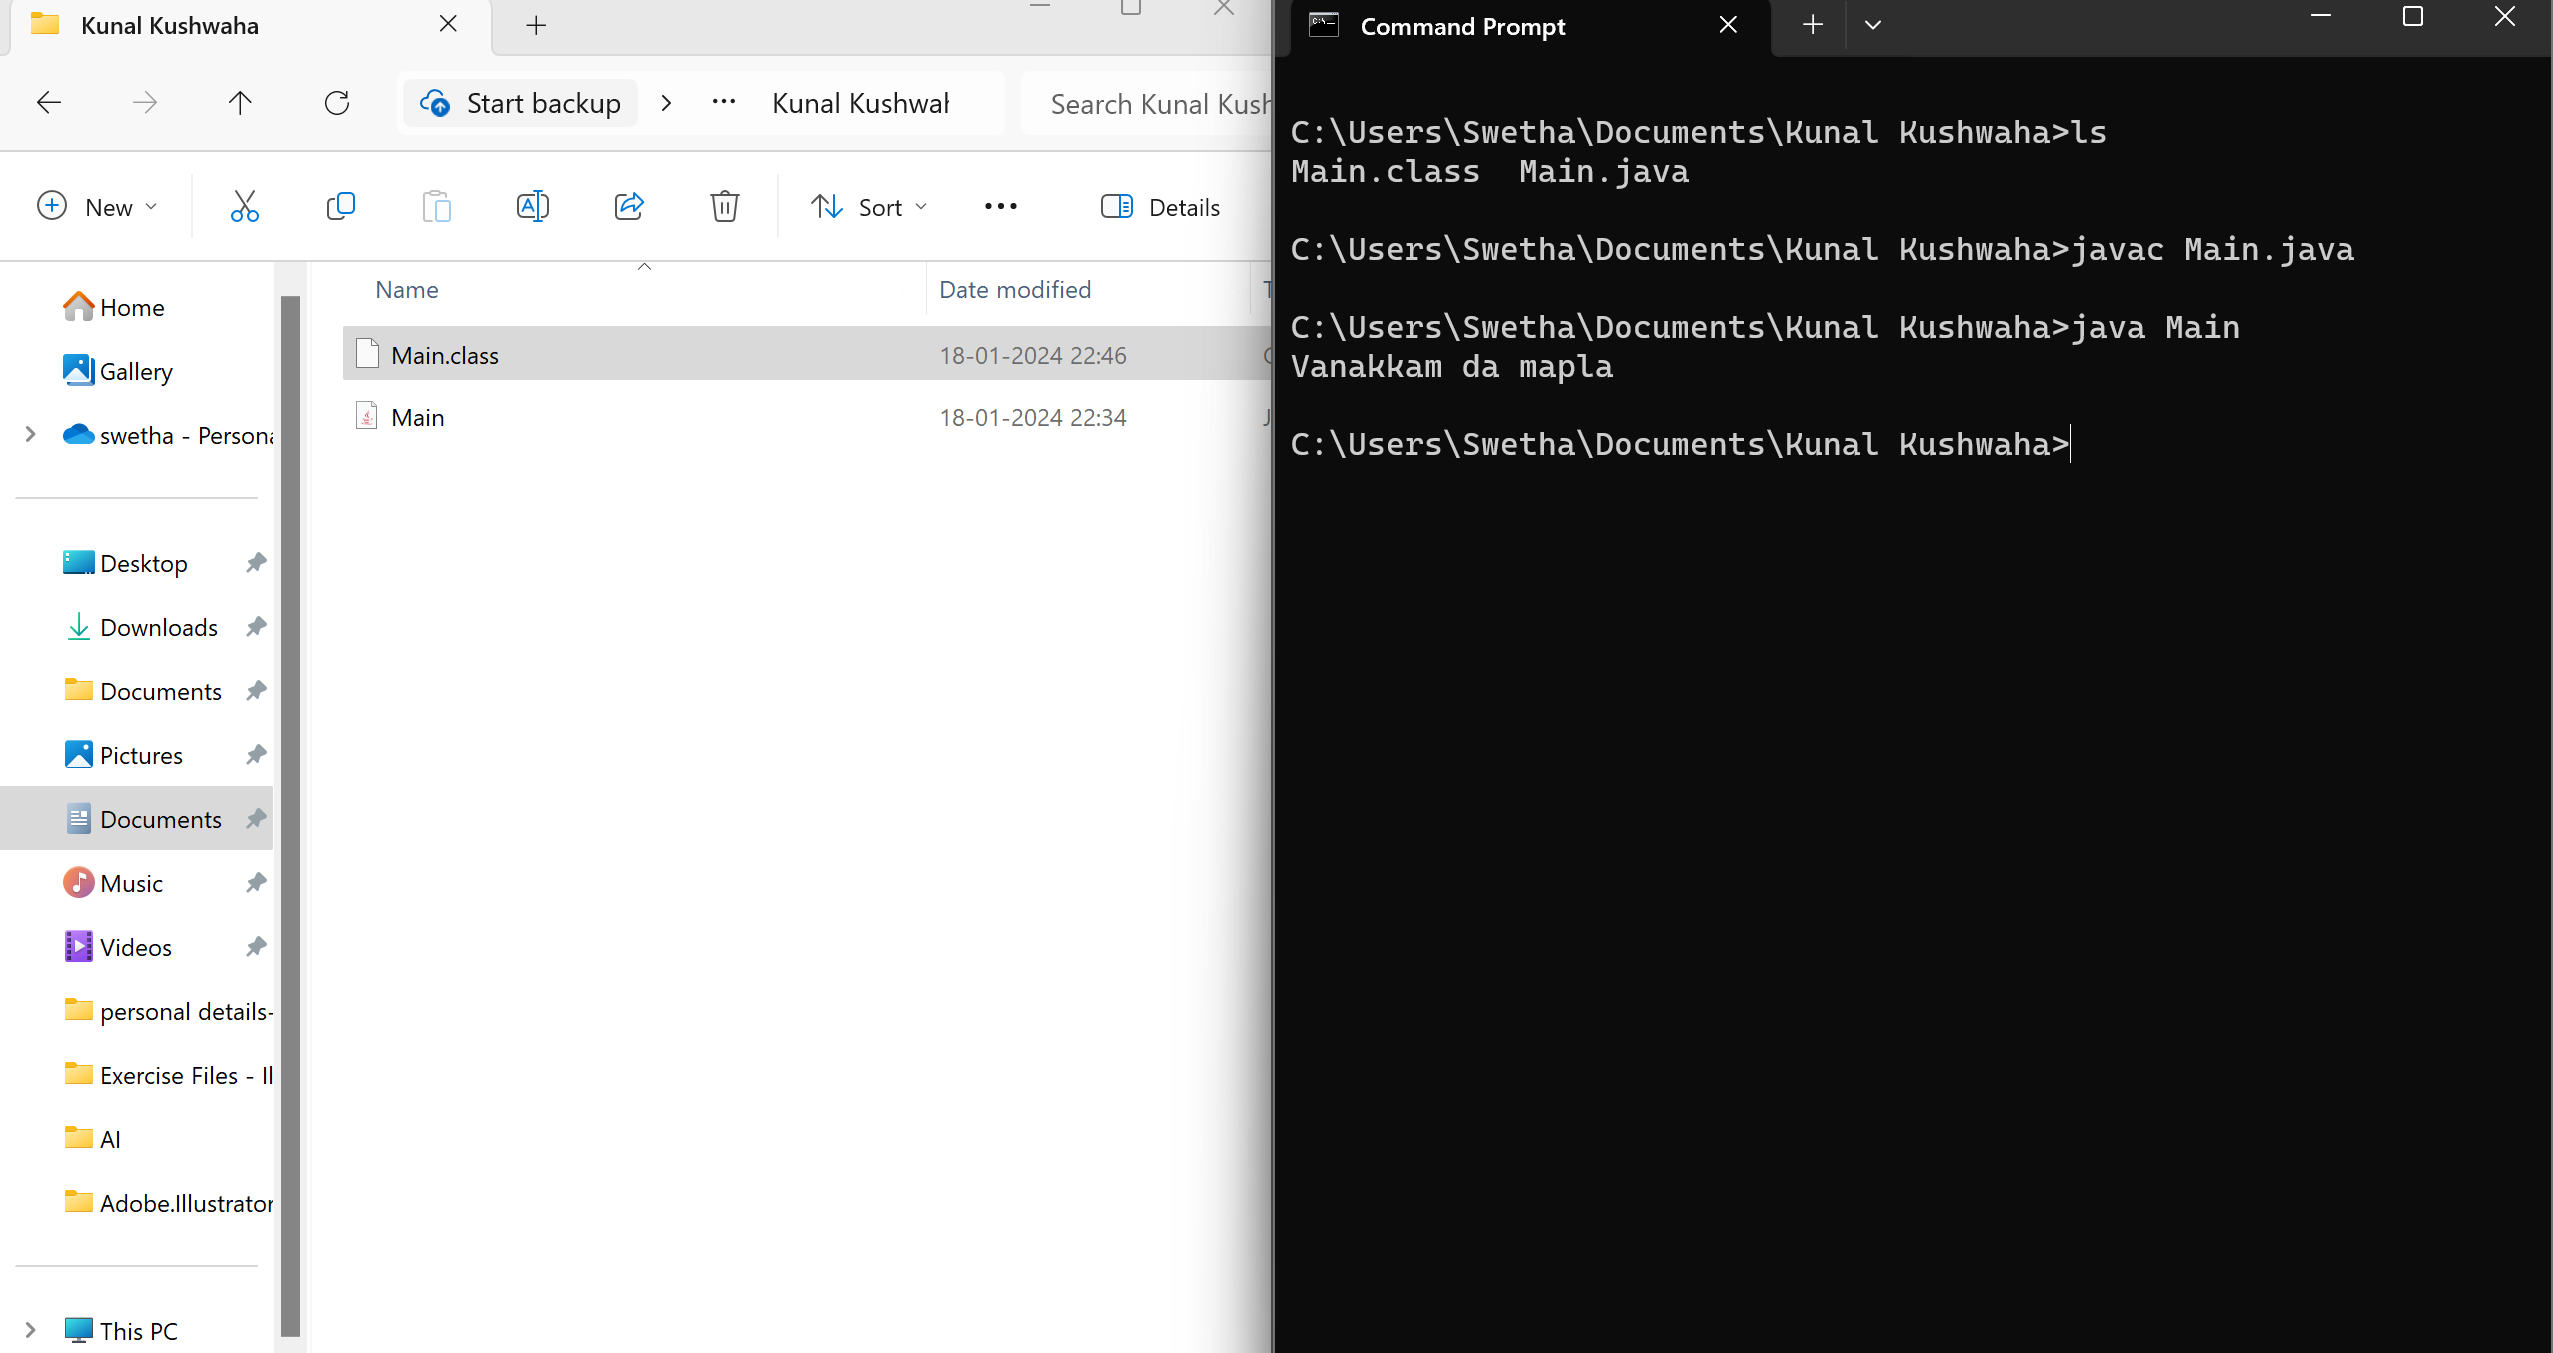 Kunal Kushwaha
Start backup
Kunal Kushwal
Search Kunal Kush
New
Sort
Details
Home
Gallery
swetha - Persona
Desktop
Downloads
Documents
Pictures
Documents
Music
Videos
personal details-
Exercise Files - Il
AI
Adobe.Illustrator
This PC
Name Date modified T
Main.class 18-01-2024 22:46 C
Main 18-01-2024 22:34 J
Command Prompt
C:\Users\Swetha\Documents\Kunal Kushwaha>ls
Main.class Main.java
C:\Users\Swetha\Documents\Kunal Kushwaha>javac Main.java
C:\Users\Swetha\Documents\Kunal Kushwaha>java Main
Vanakkam da mapla
C:\Users\Swetha\Documents\Kunal Kushwaha>